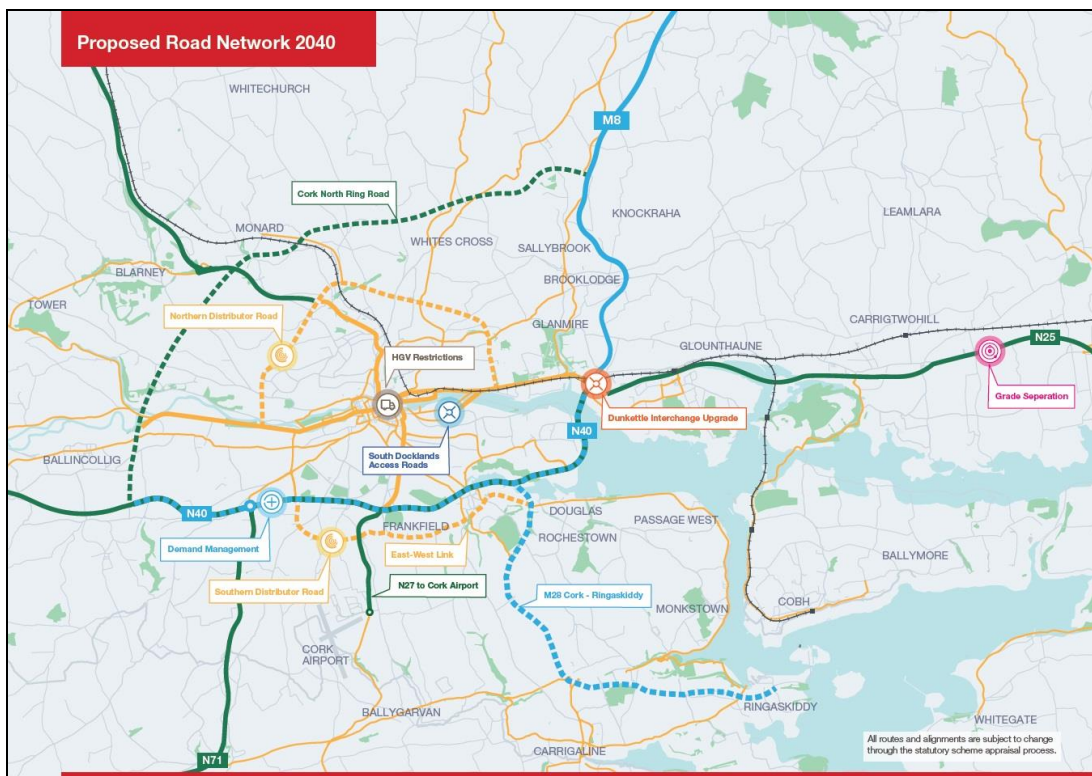 Proposed Road Network 2040
WHITECHURCH
M8
Cork North Ring Road
KNOCKRAHA
LEAMLARA
MONARD
WHITES CROSS
SALLYBROOK
BLARNEY
BROOKLODGE
TOWER
Northern Distributor Road
GLANMIRE
CARRIGTWOHILL
N25
HGV Restrictions
GLOUNTHAUNE
Grade Seperation
Dunkettle Interchange Upgrade
N40
South Docklands
Access Roads
BALLINCOLLIG
N40
DOUGLAS
PASSAGE WEST
FRANKFIELD
ROCHESTOWN
Demand Management
East-West Link
BALLYMORE
Southern Distributor Road
N27 to Cork Airport
M28 Cork - Ringaskiddy
MONKSTOWN
COBH
CORK
AIRPORT
BALLYGARVAN
RINGASKIDDY
WHITEGATE
All routes and alignments are subject to change
through the statutory scheme appraisal process.
CARRIGALINE
N71